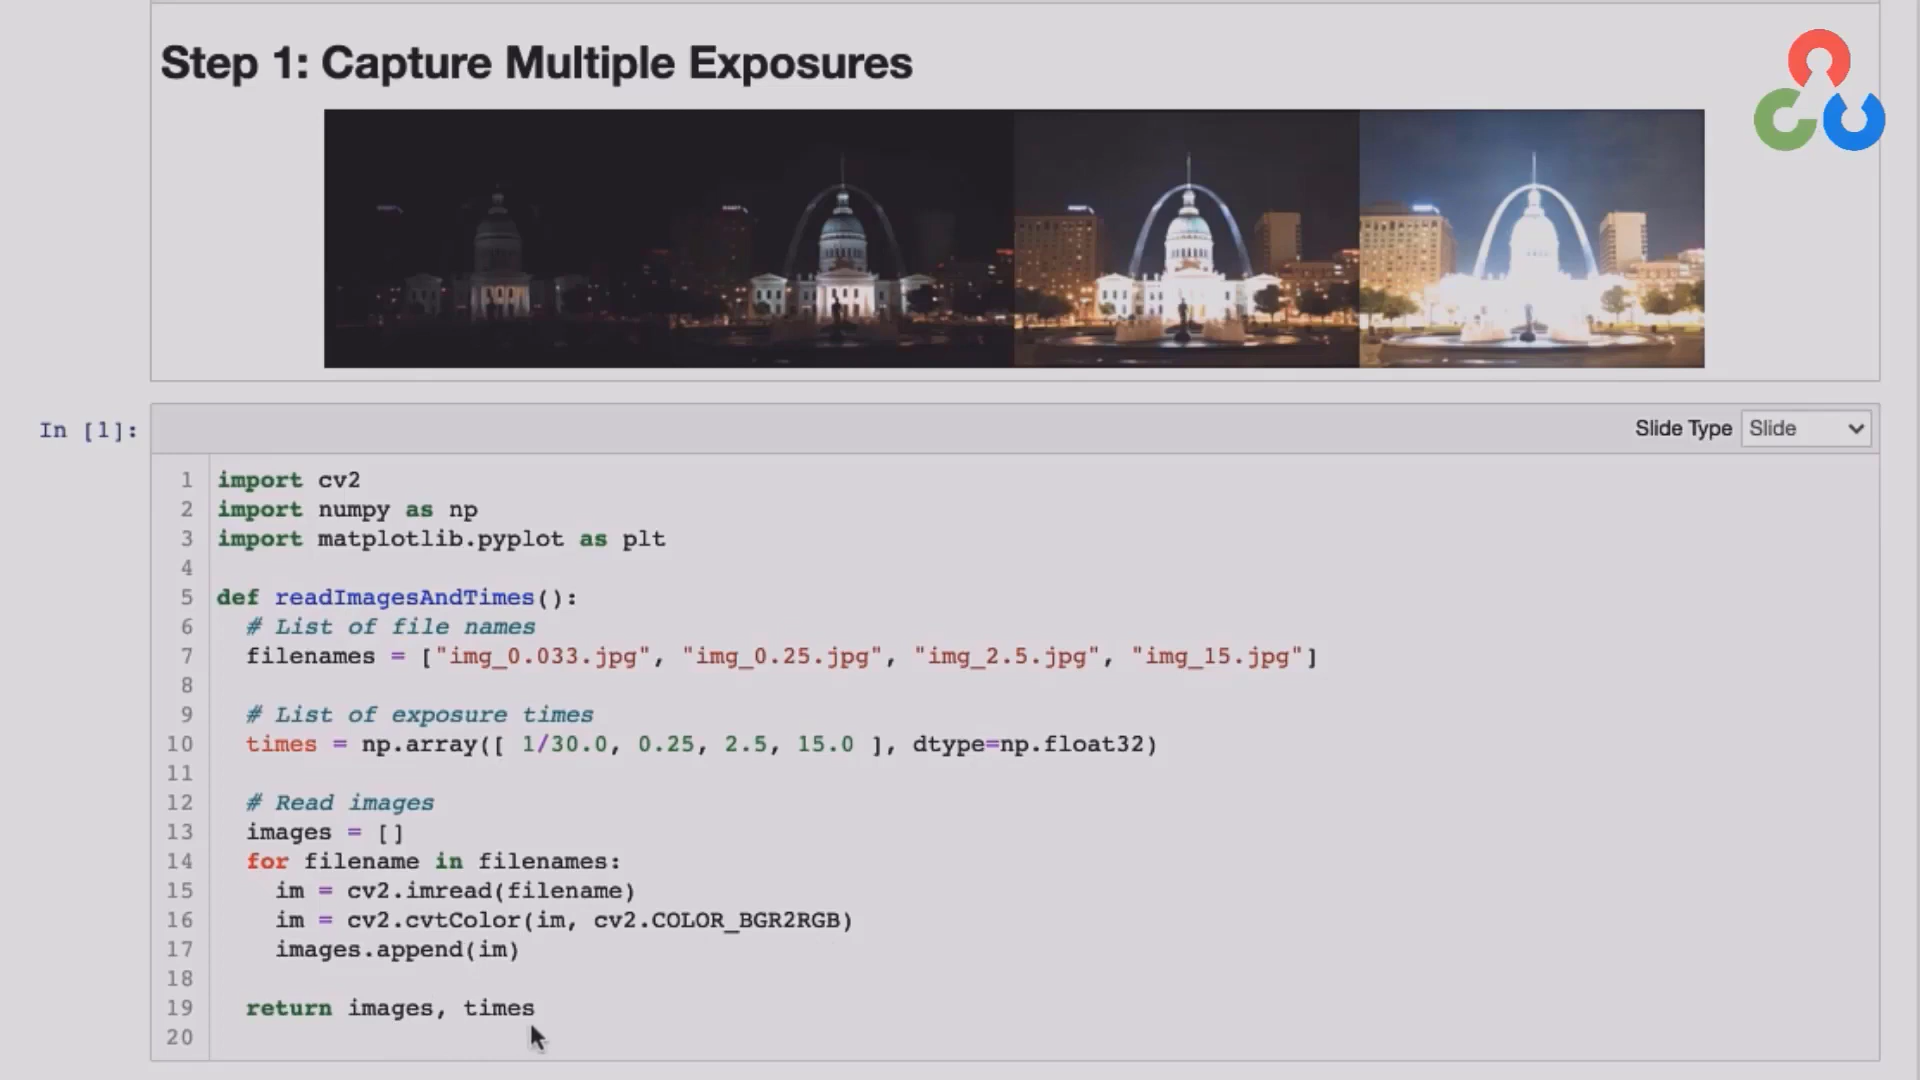 Step 1: Capture Multiple Exposures
In [1]:
Slide Type Slide
1 import cv2
2 import numpy as np
3 import matplotlib.pyplot as plt
4
5 def readImagesAndTimes():
6 # List of file names
7 filenames = ["img_0.033.jpg", "img_0.25.jpg", "img_2.5.jpg", "img_15.jpg"]
8
9 # List of exposure times
10 times = np.array([ 1/30.0, 0.25, 2.5, 15.0 ], dtype=np.float32)
11
12 # Read images
13 images = []
14 for filename in filenames:
15 im = cv2.imread(filename)
16 im = cv2.cvtColor(im, cv2.COLOR_BGR2RGB)
17 images.append(im)
18
19 return images, times
20